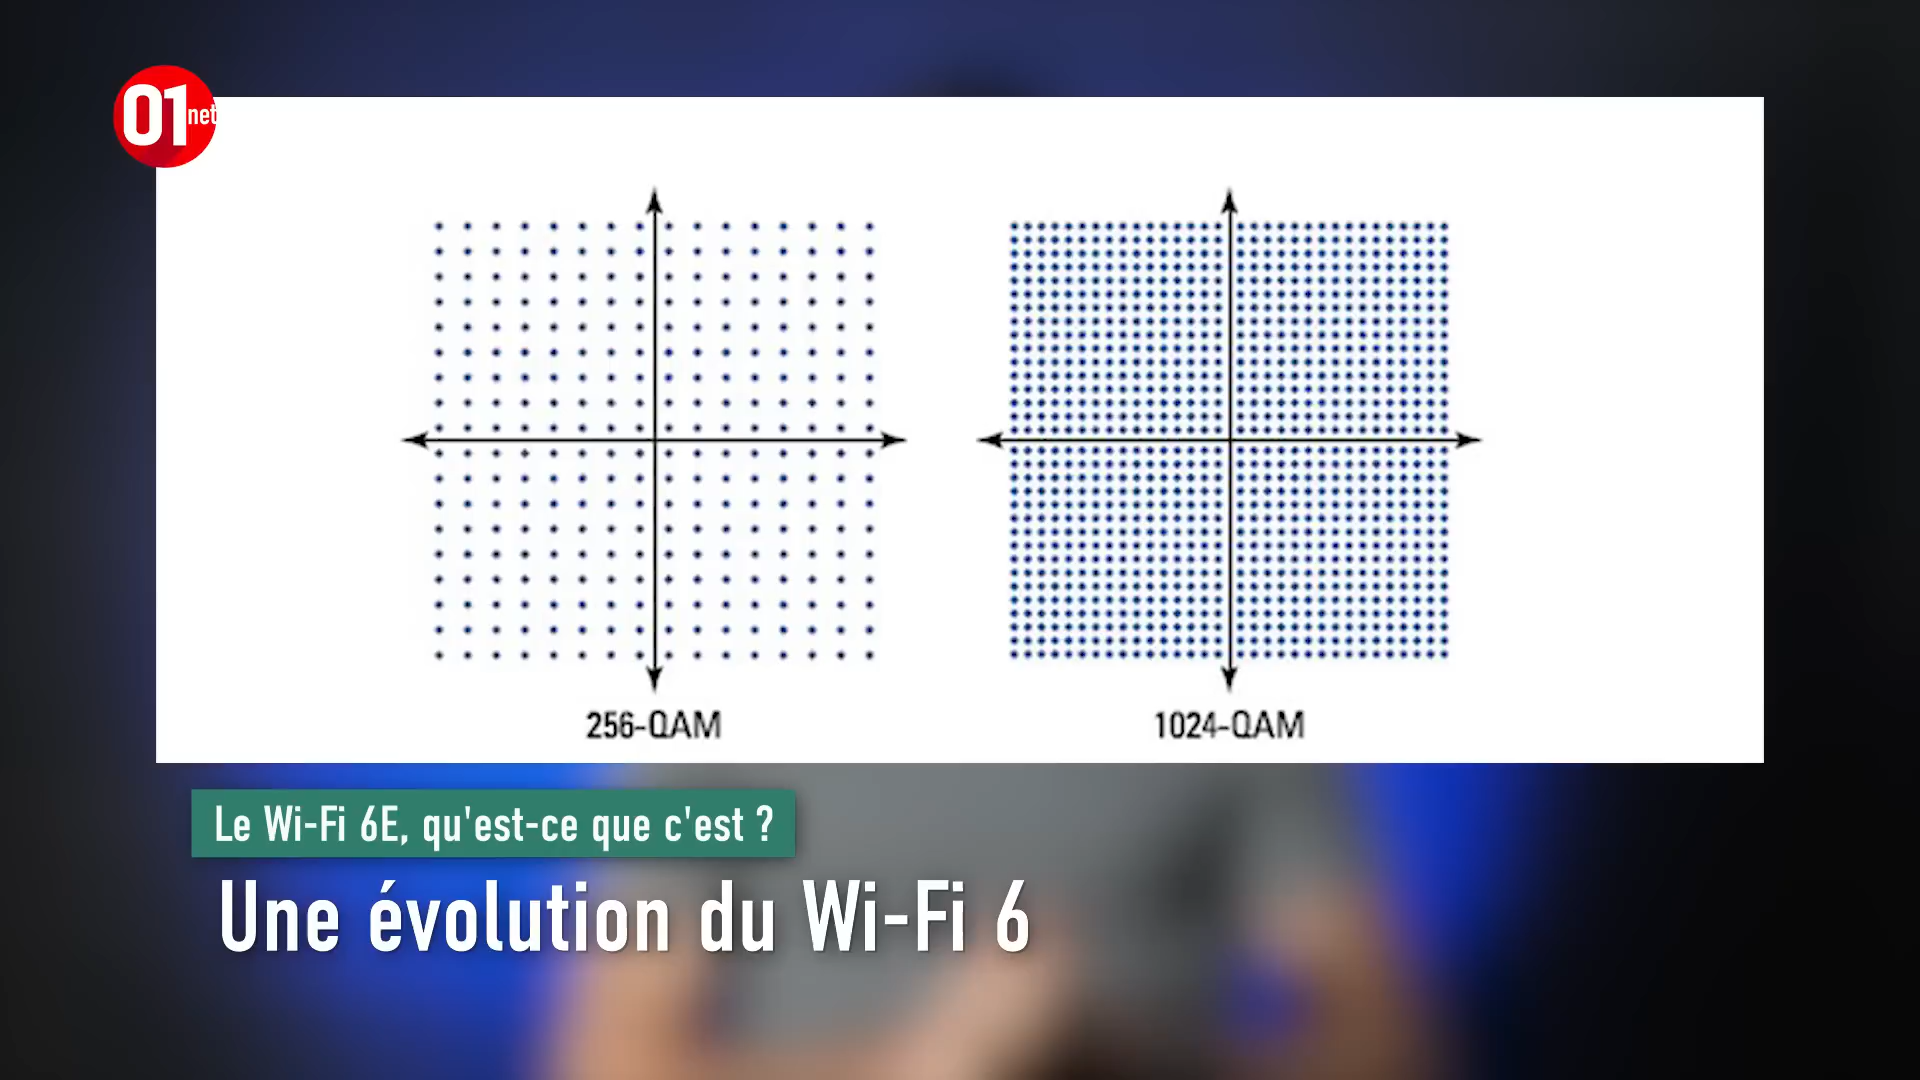 01net
256-QAM
1024-QAM
Le Wi-Fi 6E, qu'est-ce que c'est ?
Une évolution du Wi-Fi 6